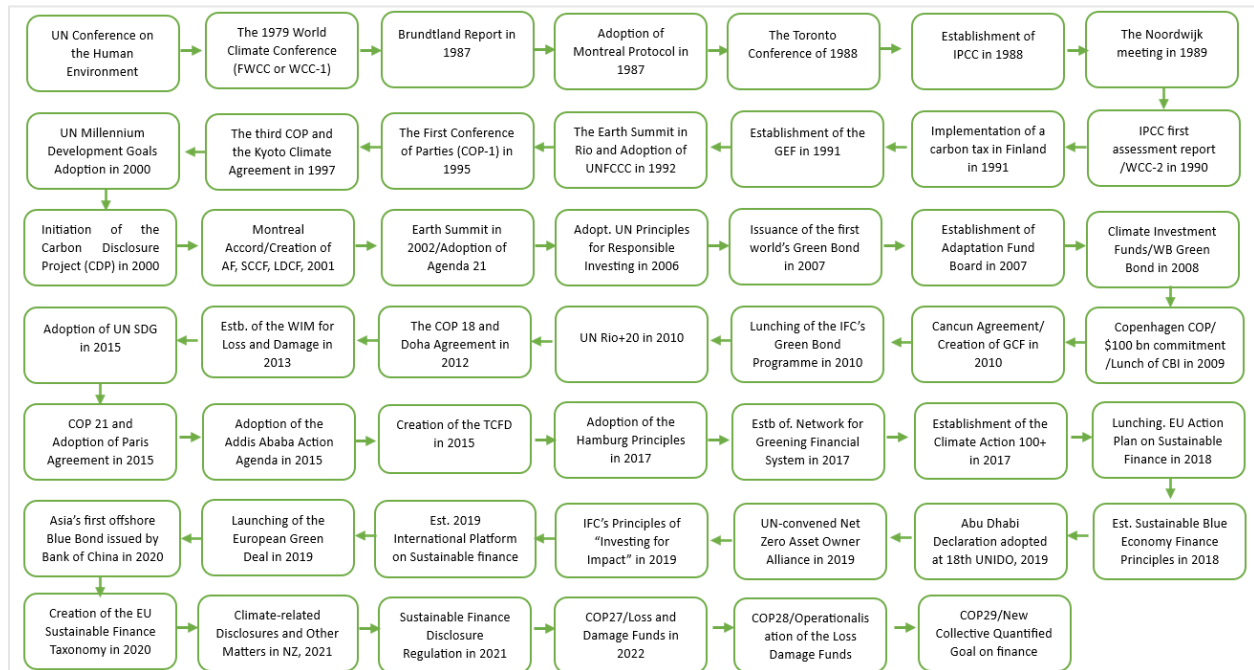 UN Conference on
the Human
Environment
The 1979 World
Climate Conference
(FWCC or WCC-1)
Brundtland Report in
1987
Adoption of
Montreal Protocol in
1987
The Toronto
Conference of 1988
Establishment of
IPCC in 1988
The Noordwijk
meeting in 1989
UN Millennium
Development Goals
Adoption in 2000
The third COP and
the Kyoto Climate
Agreement in 1997
The First Conference
of Parties (COP-1) in
1995
The Earth Summit in
Rio and Adoption of
UNFCCC in 1992
Establishment of the
GEF in 1991
Implementation of a
carbon tax in Finland
in 1991
IPCC first
assessment report
/WCC-2 in 1990
Initiation of the
Carbon Disclosure
Project (CDP) in 2000
Montreal
Accord/Creation of
AF, SCCF, LDCF, 2001
Earth Summit in
2002/Adoption of
Agenda 21
Adopt. UN Principles
for Responsible
Investing in 2006
Issuance of the first
world's Green Bond
in 2007
Establishment of
Adaptation Fund
Board in 2007
Climate Investment
Funds/WB Green
Bond in 2008
Adoption of UN SDG
in 2015
Estb. of the WIM for
Loss and Damage in
2013
The COP 18 and
Doha Agreement in
2012
UN Rio+20 in 2010
Lunching of the IFC's
Green Bond
Programme in 2010
Cancun Agreement/
Creation of GCF in
2010
Copenhagen COP/
$100 bn commitment
/Lunch of CBI in 2009
COP 21 and
Adoption of Paris
Agreement in 2015
Adoption of the
Addis Ababa Action
Agenda in 2015
Creation of the TCFD
in 2015
Adoption of the
Hamburg Principles
in 2017
Estb of. Network for
Greening Financial
System in 2017
Establishment of the
Climate Action 100+
in 2017
Lunching. EU Action
Plan on Sustainable
Finance in 2018
Asia's first offshore
Blue Bond issued by
Bank of China in 2020
Launching of the
European Green
Deal in 2019
Est. 2019
International Platform
on Sustainable finance
IFC's Principles of
"Investing for
Impact" in 2019
UN-convened Net
Zero Asset Owner
Alliance in 2019
Abu Dhabi
Declaration adopted
at 18th UNIDO, 2019
Est. Sustainable Blue
Economy Finance
Principles in 2018
Creation of the EU
Sustainable Finance
Taxonomy in 2020
Climate-related
Disclosures and Other
Matters in NZ, 2021
Sustainable Finance
Disclosure
Regulation in 2021
COP27/Loss and
Damage Funds in
2022
COP28/Operationalis
ation of the Loss
Damage Funds
COP29/New
Collective Quantified
Goal on finance